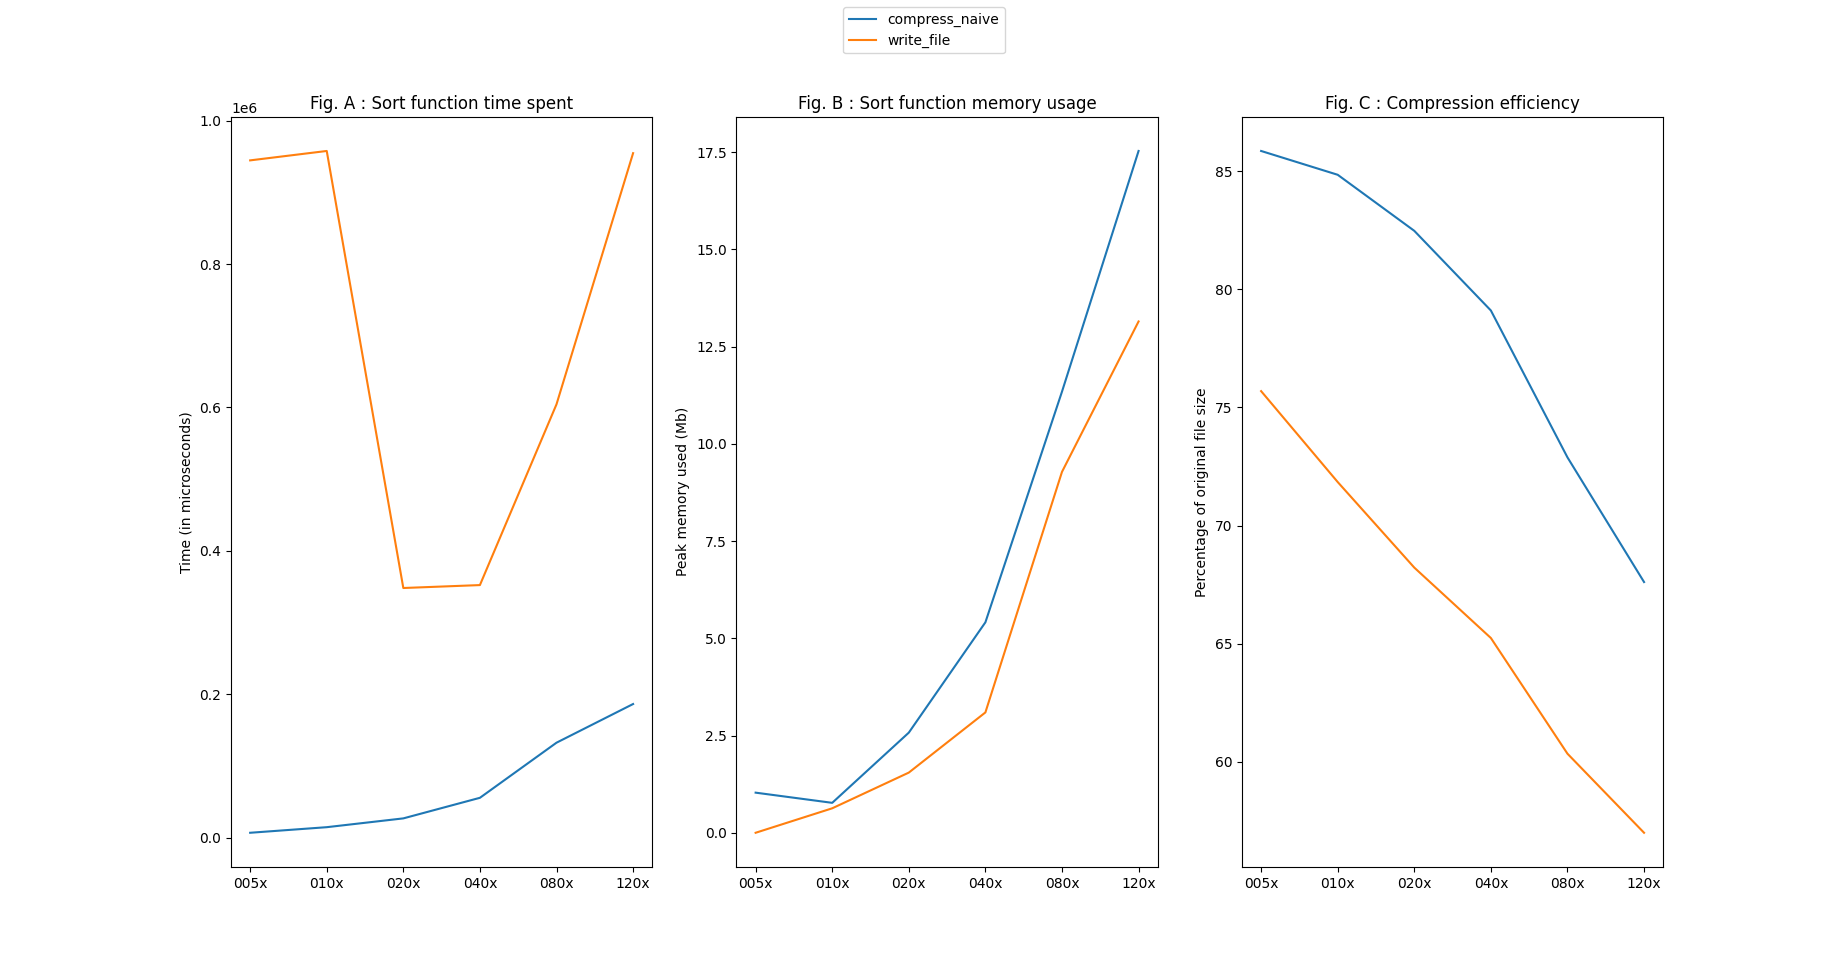 compress_naive
write_file
Fig. A : Sort function time spent
1e6
Time (in microseconds)
1.0
0.8
0.6
0.4
0.2
0.0
005x 010x 020x 040x 080x 120x
Fig. B : Sort function memory usage
Peak memory used (Mb)
17.5
15.0
12.5
10.0
7.5
5.0
2.5
0.0
005x 010x 020x 040x 080x 120x
Fig. C : Compression efficiency
Percentage of original file size
85
80
75
70
65
60
005x 010x 020x 040x 080x 120x